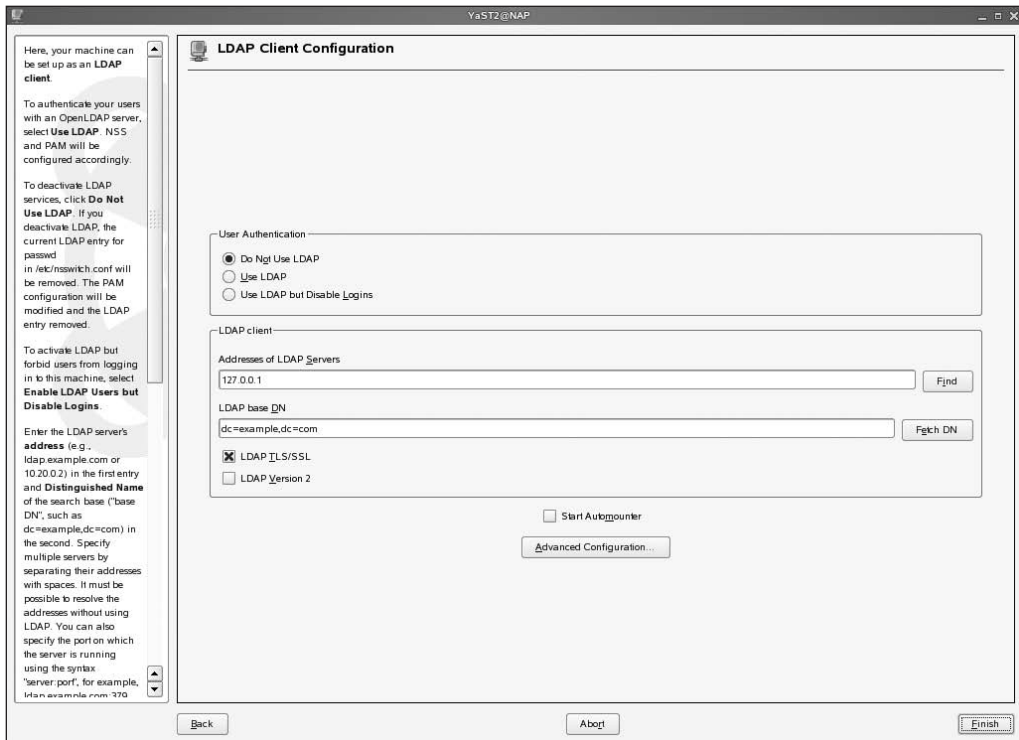 YaST2@NAP
Here, your machine can
be set up as an LDAP
client.
To authenticate your users
with an OpenLDAP server,
select Use LDAP. NSS
and PAM will be
configured accordingly.
To deactivate LDAP
services, click Do Not
Use LDAP. If you
deactivate LDAP, the
current LDAP entry for
passwd
in /etc/nsswitch.conf will
be removed. The PAM
configuration will be
modified and the LDAP
entry removed.
To activate LDAP but
forbid users from logging
in to this machine, select
Enable LDAP Users but
Disable Logins.
Enter the LDAP server's
address (e.g.,
ldap.example.com or
10.20.0.2) in the first entry
and Distinguished Name
of the search base ("base
DN", such as
dc=example,dc=com) in
the second. Specify
multiple servers by
separating their addresses
with spaces. It must be
possible to resolve the
addresses without using
LDAP. You can also
specify the port on which
the server is running
using the syntax
"server:port", for example,
ldap.example.com:379
LDAP Client Configuration
User Authentication
Do Not Use LDAP
Use LDAP
Use LDAP but Disable Logins
LDAP client
Addresses of LDAP Servers
127.0.0.1
Find
LDAP base DN
dc=example,dc=com
Fetch DN
LDAP TLS/SSL
LDAP Version 2
Start Automounter
Advanced Configuration...
Back
Abort
Finish